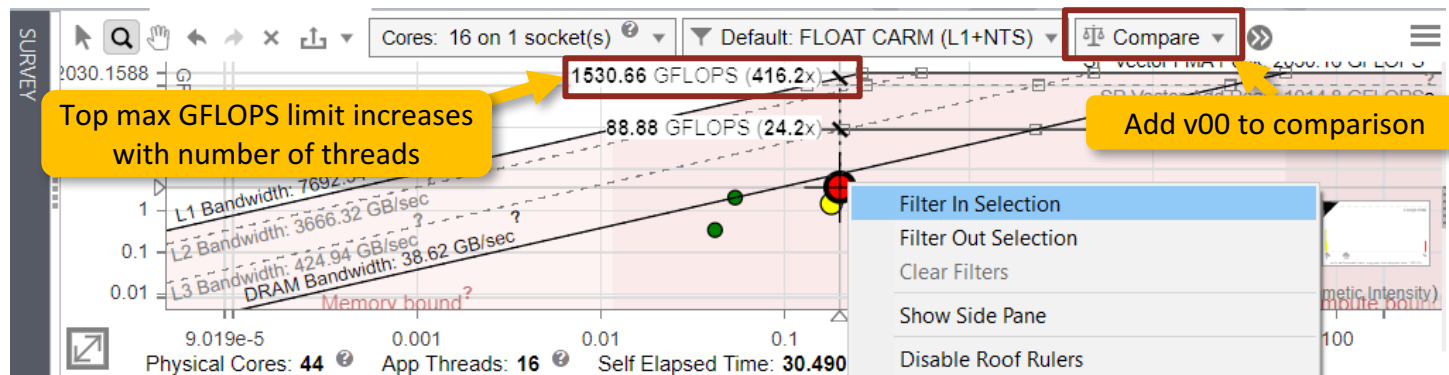 SURVEY
Cores: 16 on 1 socket(s)
Default: FLOAT CARM (L1+NTS)
Compare
2030.1588
1530.66 GFLOPS (416.2x)
Top max GFLOPS limit increases
with number of threads
88.88 GFLOPS (24.2x)
Add v00 to comparison
L1 Bandwidth:
L2 Bandwidth: 3666.32 GB/sec
?
L3 Bandwidth: 424.94 GB/sec
?
DRAM Bandwidth: 38.62 GB/sec
1
0.1
0.01
Memory bound?
Filter In Selection
Filter Out Selection
Clear Filters
Show Side Pane
Disable Roof Rulers
metic Intensity)
9.019e-5
0.001
0.01
0.1
100
Physical Cores: 44
App Threads: 16
Self Elapsed Time: 30.490